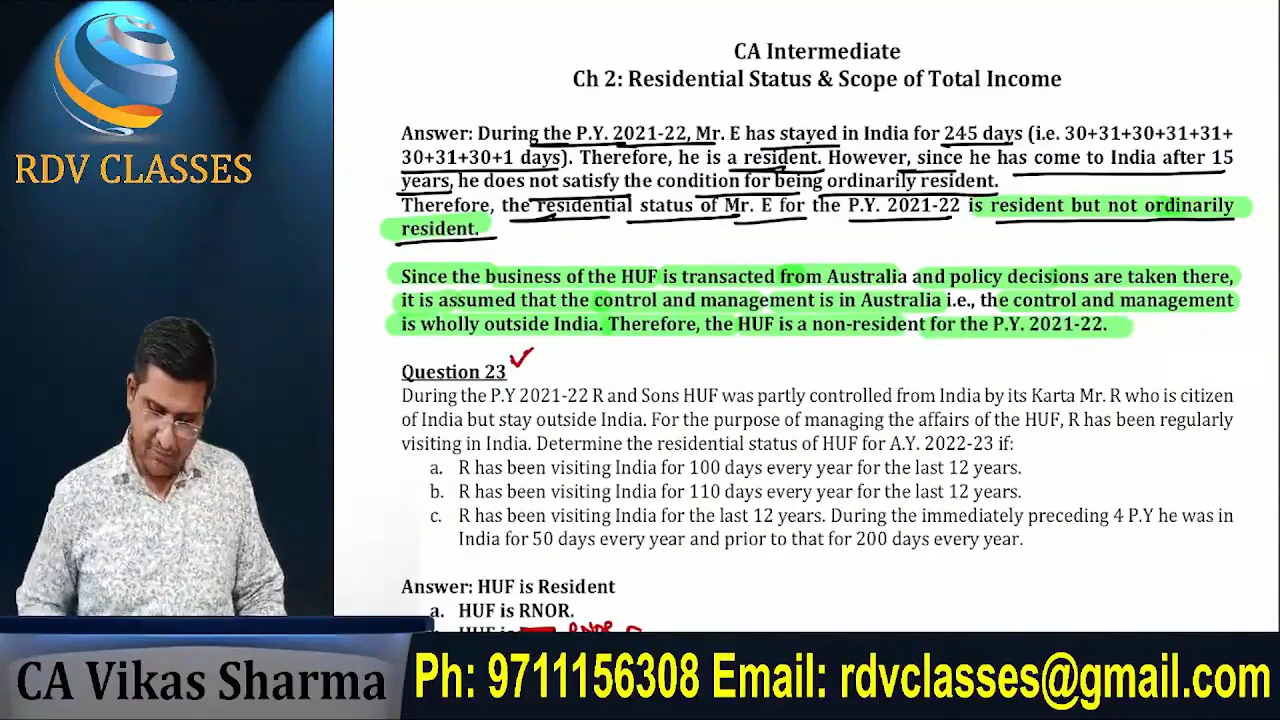 RDV CLASSES
CA Intermediate
Ch 2: Residential Status & Scope of Total Income
Answer: During the P.Y. 2021-22, Mr. E has stayed in India for 245 days (i.e. 30+31+30+31+31+
30+31+30+1 days). Therefore, he is a resident. However, since he has come to India after 15
years, he does not satisfy the condition for being ordinarily resident.
Therefore, the residential status of Mr. E for the P.Y. 2021-22 is resident but not ordinarily
resident.
Since the business of the HUF is transacted from Australia and policy decisions are taken there,
it is assumed that the control and management is in Australia i.e., the control and management
is wholly outside India. Therefore, the HUF is a non-resident for the P.Y. 2021-22.
Question 23
During the P.Y 2021-22 R and Sons HUF was partly controlled from India by its Karta Mr. R who is citizen
of India but stay outside India. For the purpose of managing the affairs of the HUF, R has been regularly
visiting in India. Determine the residential status of HUF for A.Y. 2022-23 if:
a. R has been visiting India for 100 days every year for the last 12 years.
b. R has been visiting India for 110 days every year for the last 12 years.
c. R has been visiting India for the last 12 years. During the immediately preceding 4 P.Y he was in
India for 50 days every year and prior to that for 200 days every year.
Answer: HUF is Resident
a. HUF is RNOR.
HUF is
CA Vikas Sharma
Ph: 9711156308 Email: rdvclasses@gmail.com